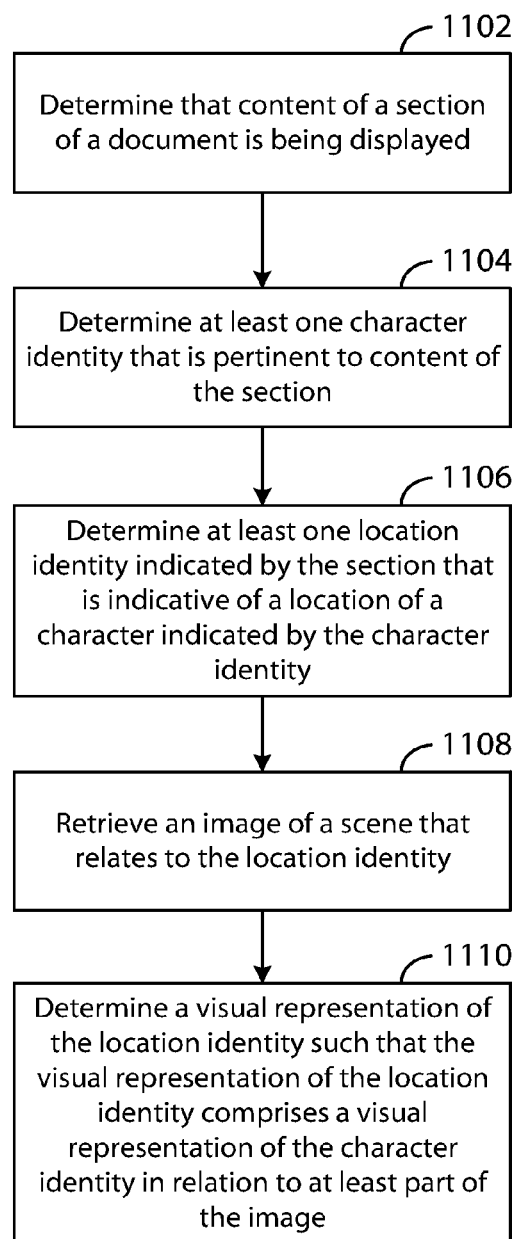 1102
Determine that content of a section
of a document is being displayed
1104
Determine at least one character
identity that is pertinent to content of
the section
1106
Determine at least one location
identity indicated by the section that
is indicative of a location of a
character indicated by the character
identity
1108
Retrieve an image of a scene that
relates to the location identity
1110
Determine a visual representation of
the location identity such that the
visual representation of the location
identity comprises a visual
representation of the character
identity in relation to at least part of
the image